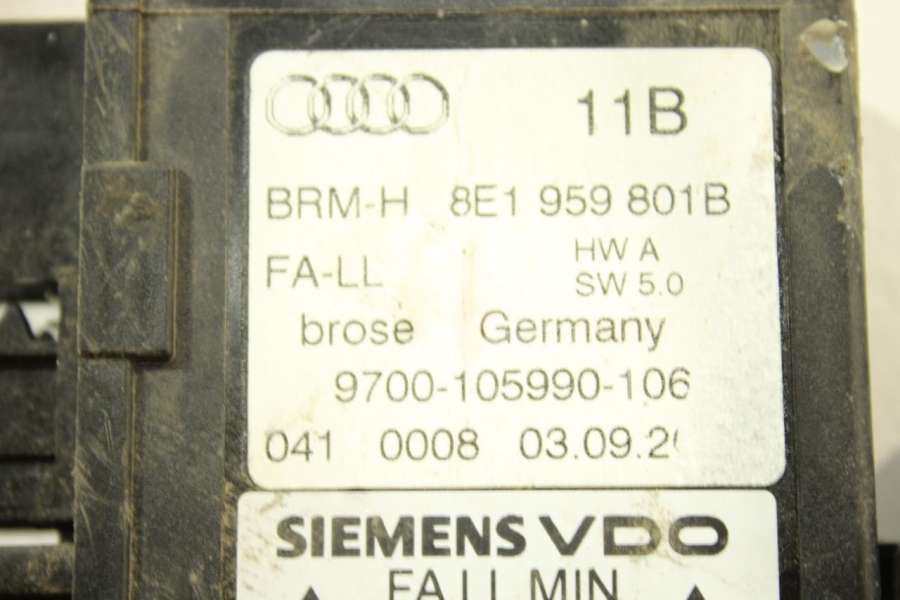 11B
BRM-H 8E1 959 801B
FA-LL HW A
SW 5.0
brose Germany
9700-105990-106
041 0008 03.09.2
SIEMENS VDO
FA LL MIN